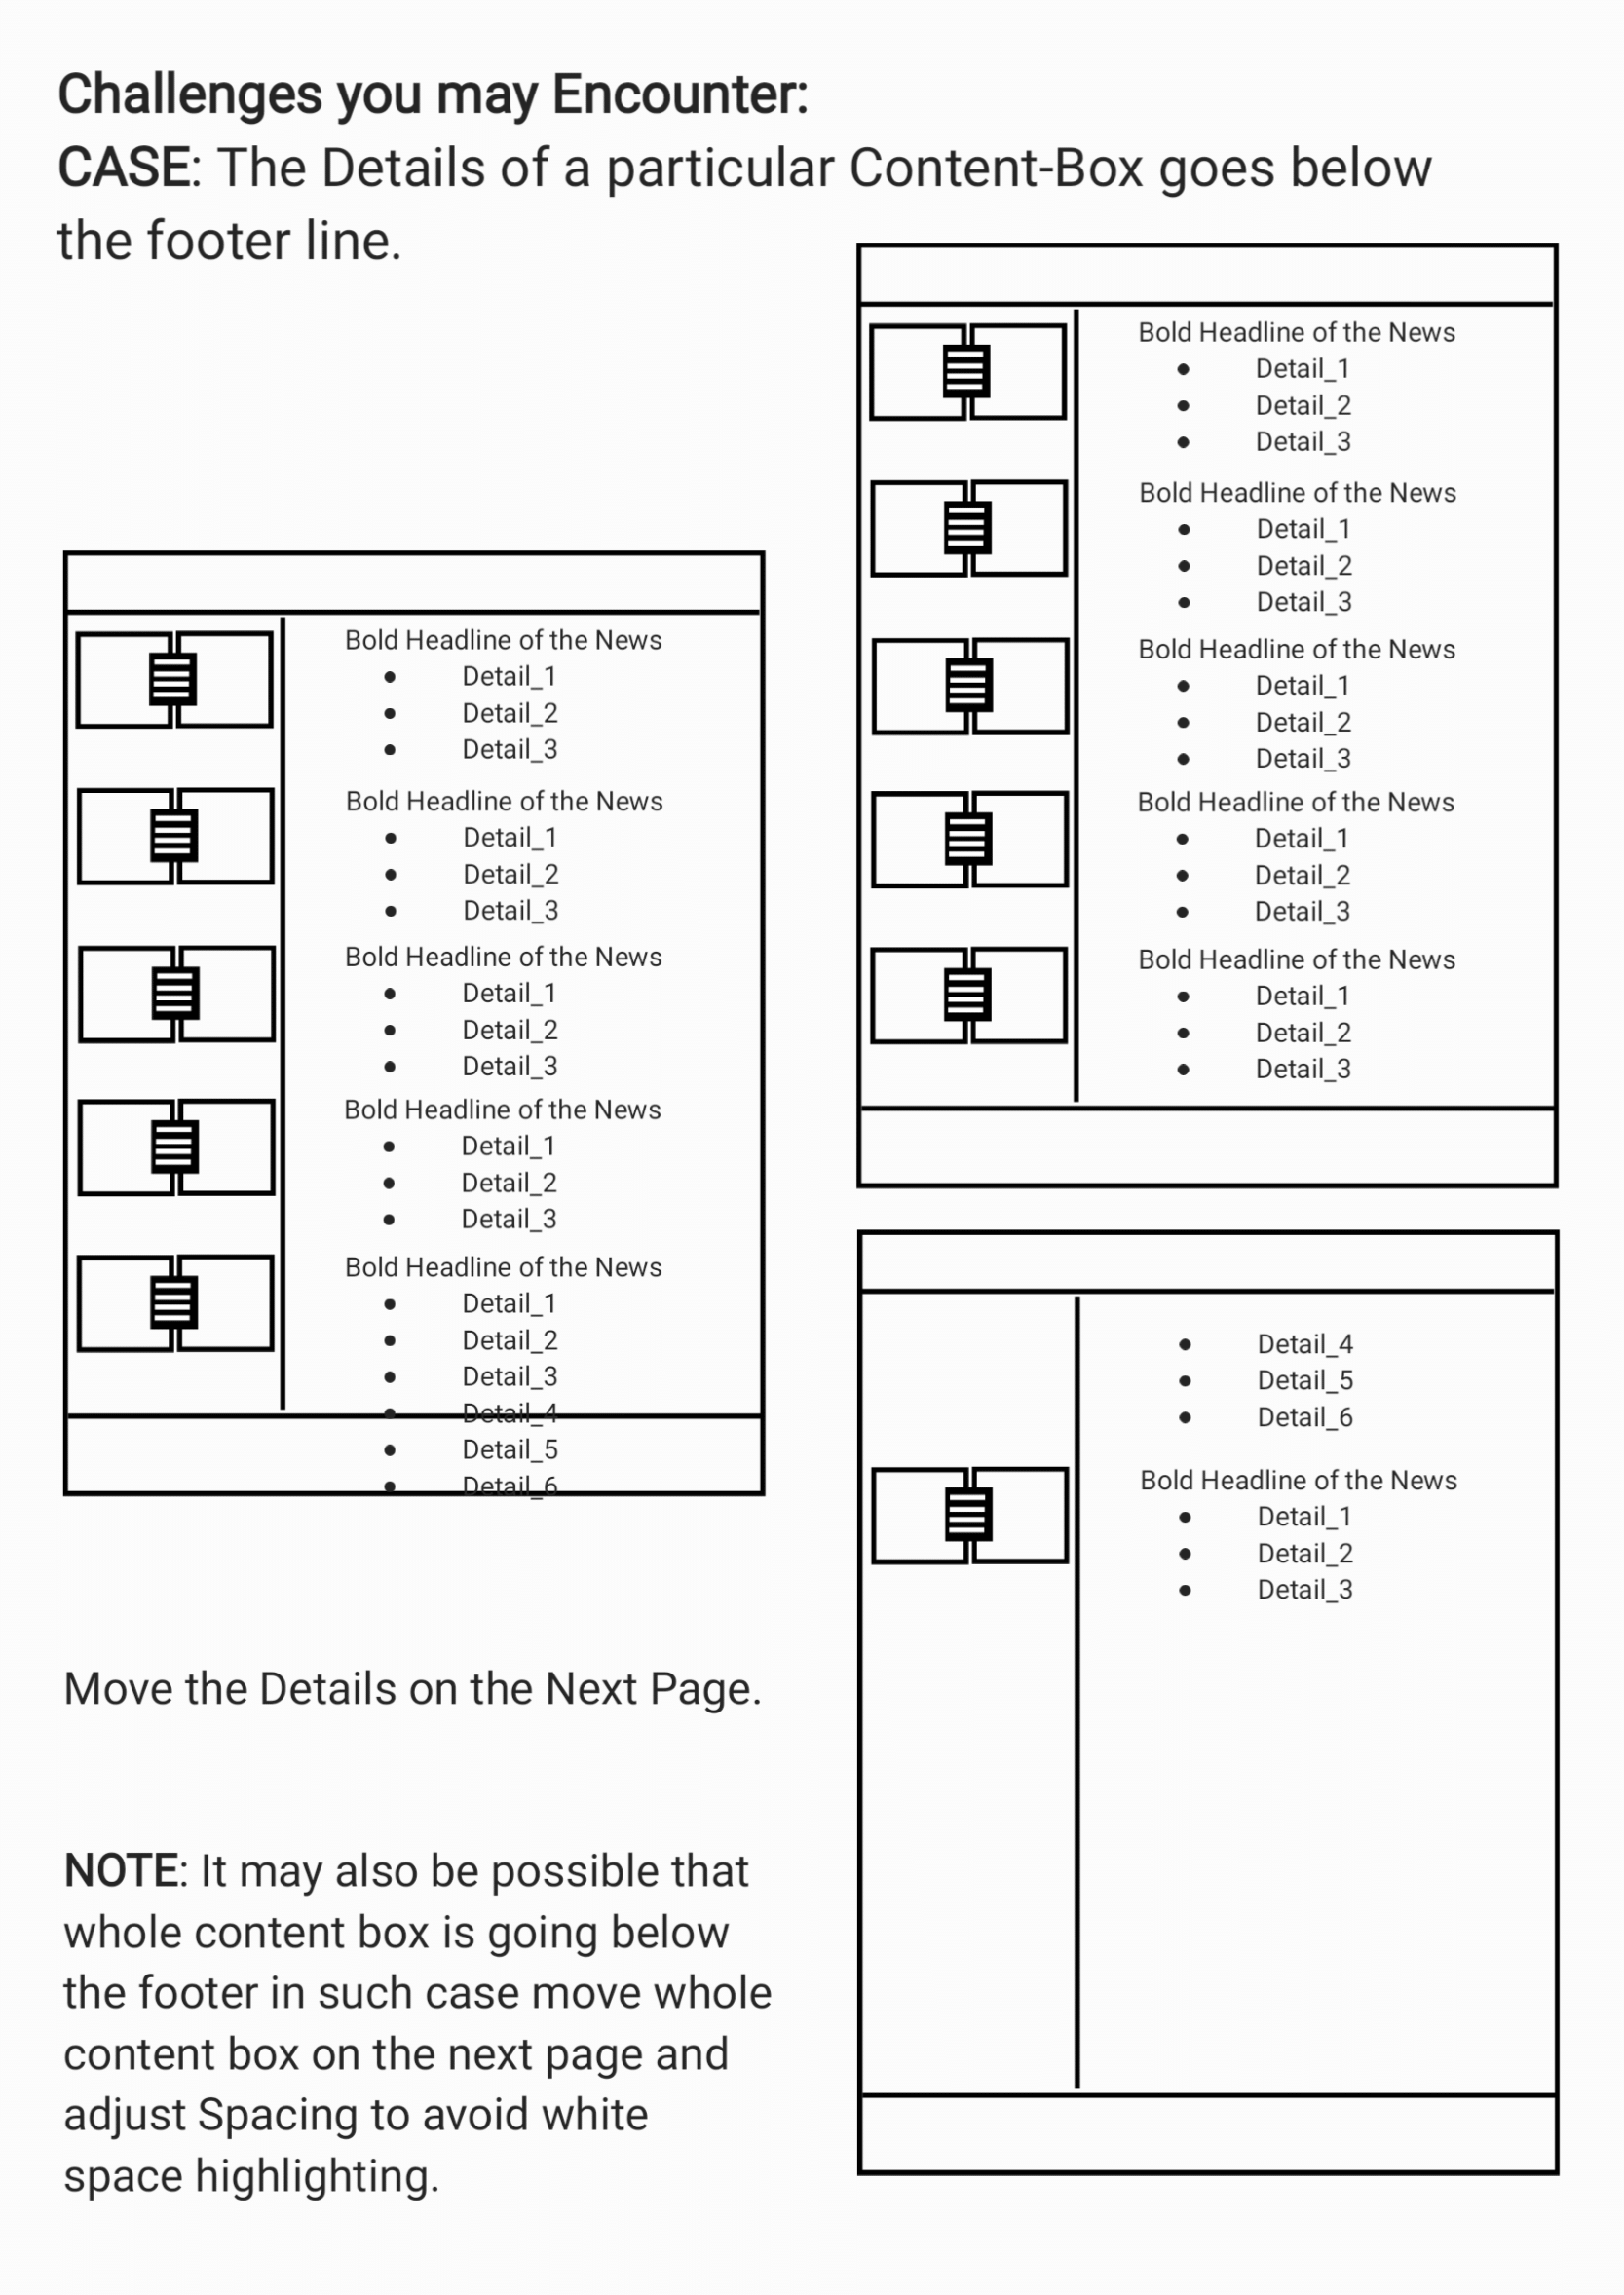 Challenges you may Encounter:
CASE: The Details of a particular Content-Box goes below
the footer line.
Bold Headline of the News
• Detail_1
• Detail_2
• Detail_3
Bold Headline of the News
• Detail_1
• Detail_2
• Detail_3
Bold Headline of the News
• Detail_1
• Detail_2
• Detail_3
Bold Headline of the News
• Detail_1
• Detail_2
• Detail_3
Bold Headline of the News
• Detail_1
• Detail_2
• Detail_3
• Detail_4
• Detail_5
• Detail_6
Move the Details on the Next Page.
NOTE: It may also be possible that
whole content box is going below
the footer in such case move whole
content box on the next page and
adjust Spacing to avoid white
space highlighting.
Bold Headline of the News
• Detail_1
• Detail_2
• Detail_3
Bold Headline of the News
• Detail_1
• Detail_2
• Detail_3
Bold Headline of the News
• Detail_1
• Detail_2
• Detail_3
Bold Headline of the News
• Detail_1
• Detail_2
• Detail_3
Bold Headline of the News
• Detail_1
• Detail_2
• Detail_3
• Detail_4
• Detail_5
• Detail_6
Bold Headline of the News
• Detail_1
• Detail_2
• Detail_3